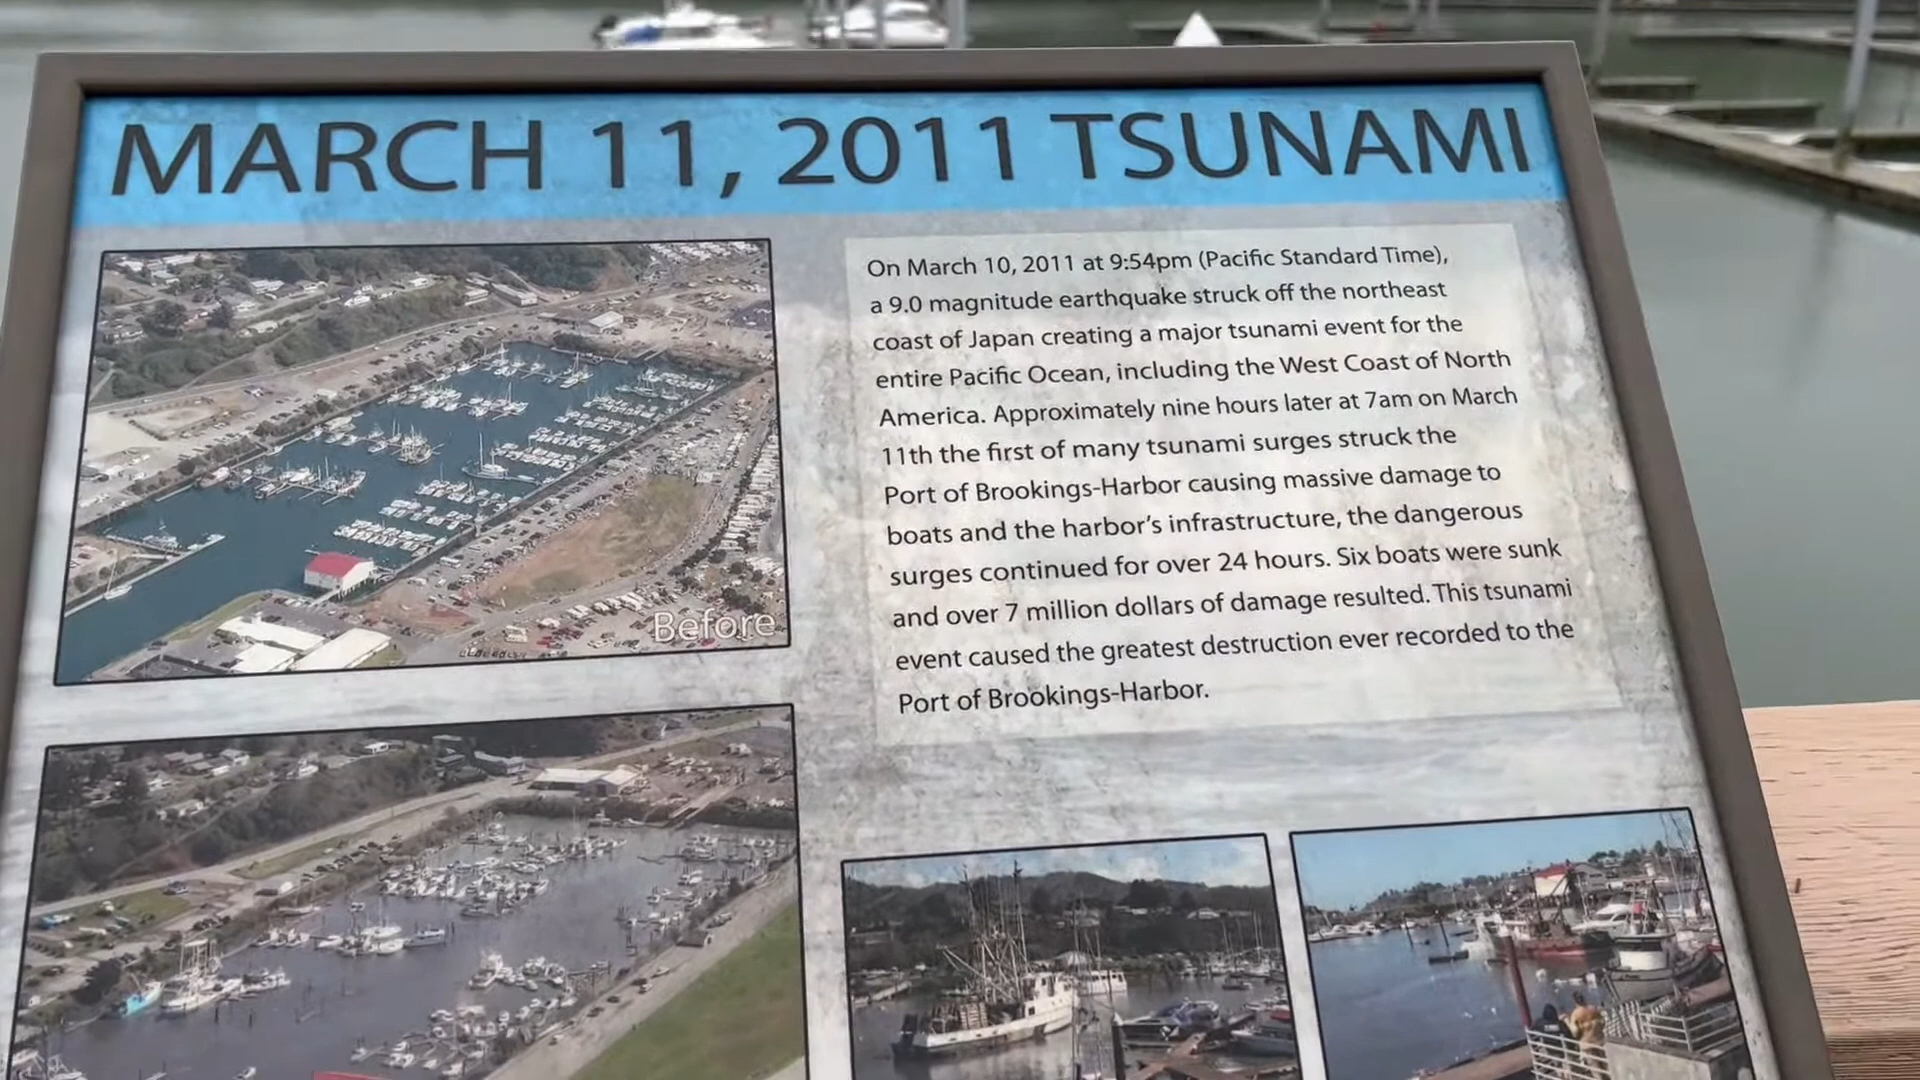 MARCH 11, 2011 TSUNAMI
Before
On March 10, 2011 at 9:54pm (Pacific Standard Time),
a 9.0 magnitude earthquake struck off the northeast
coast of Japan creating a major tsunami event for the
entire Pacific Ocean, including the West Coast of North
America. Approximately nine hours later at 7am on March
11th the first of many tsunami surges struck the
Port of Brookings-Harbor causing massive damage to
boats and the harbor's infrastructure, the dangerous
surges continued for over 24 hours. Six boats were sunk
and over 7 million dollars of damage resulted. This tsunami
event caused the greatest destruction ever recorded to the
Port of Brookings-Harbor.